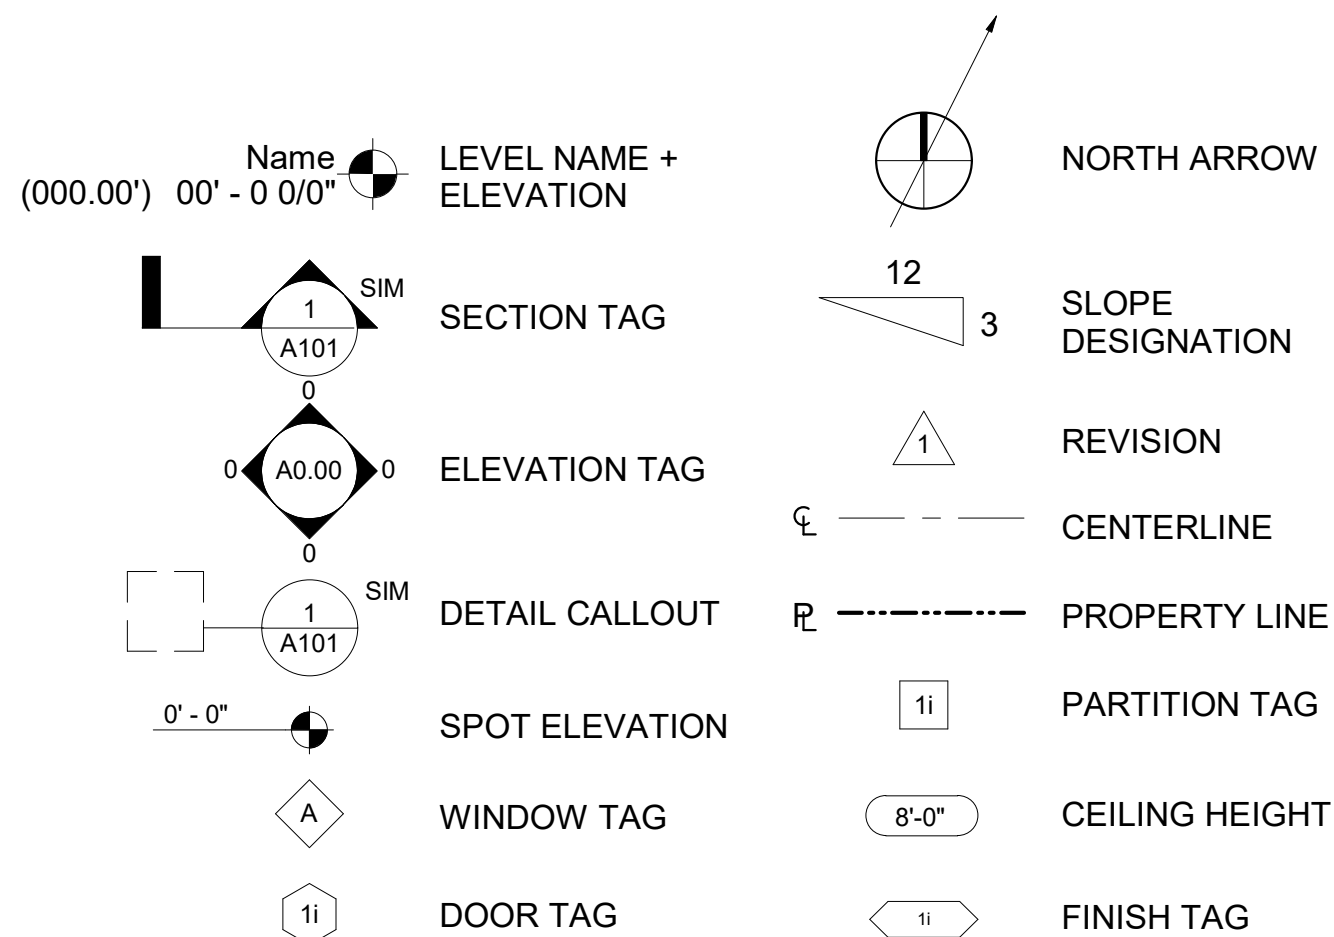 Name
(000.00') 00' - 0 0/0"
LEVEL NAME +
ELEVATION
1
SIM
A101
SECTION TAG
0
0
A0.00
0
0
ELEVATION TAG
1
SIM
A101
DETAIL CALLOUT
0' - 0"
SPOT ELEVATION
A
WINDOW TAG
1i
DOOR TAG
NORTH ARROW
12
3
SLOPE
DESIGNATION
1
REVISION
℄
CENTERLINE
PL
PROPERTY LINE
1i
PARTITION TAG
8'-0"
CEILING HEIGHT
1i
FINISH TAG